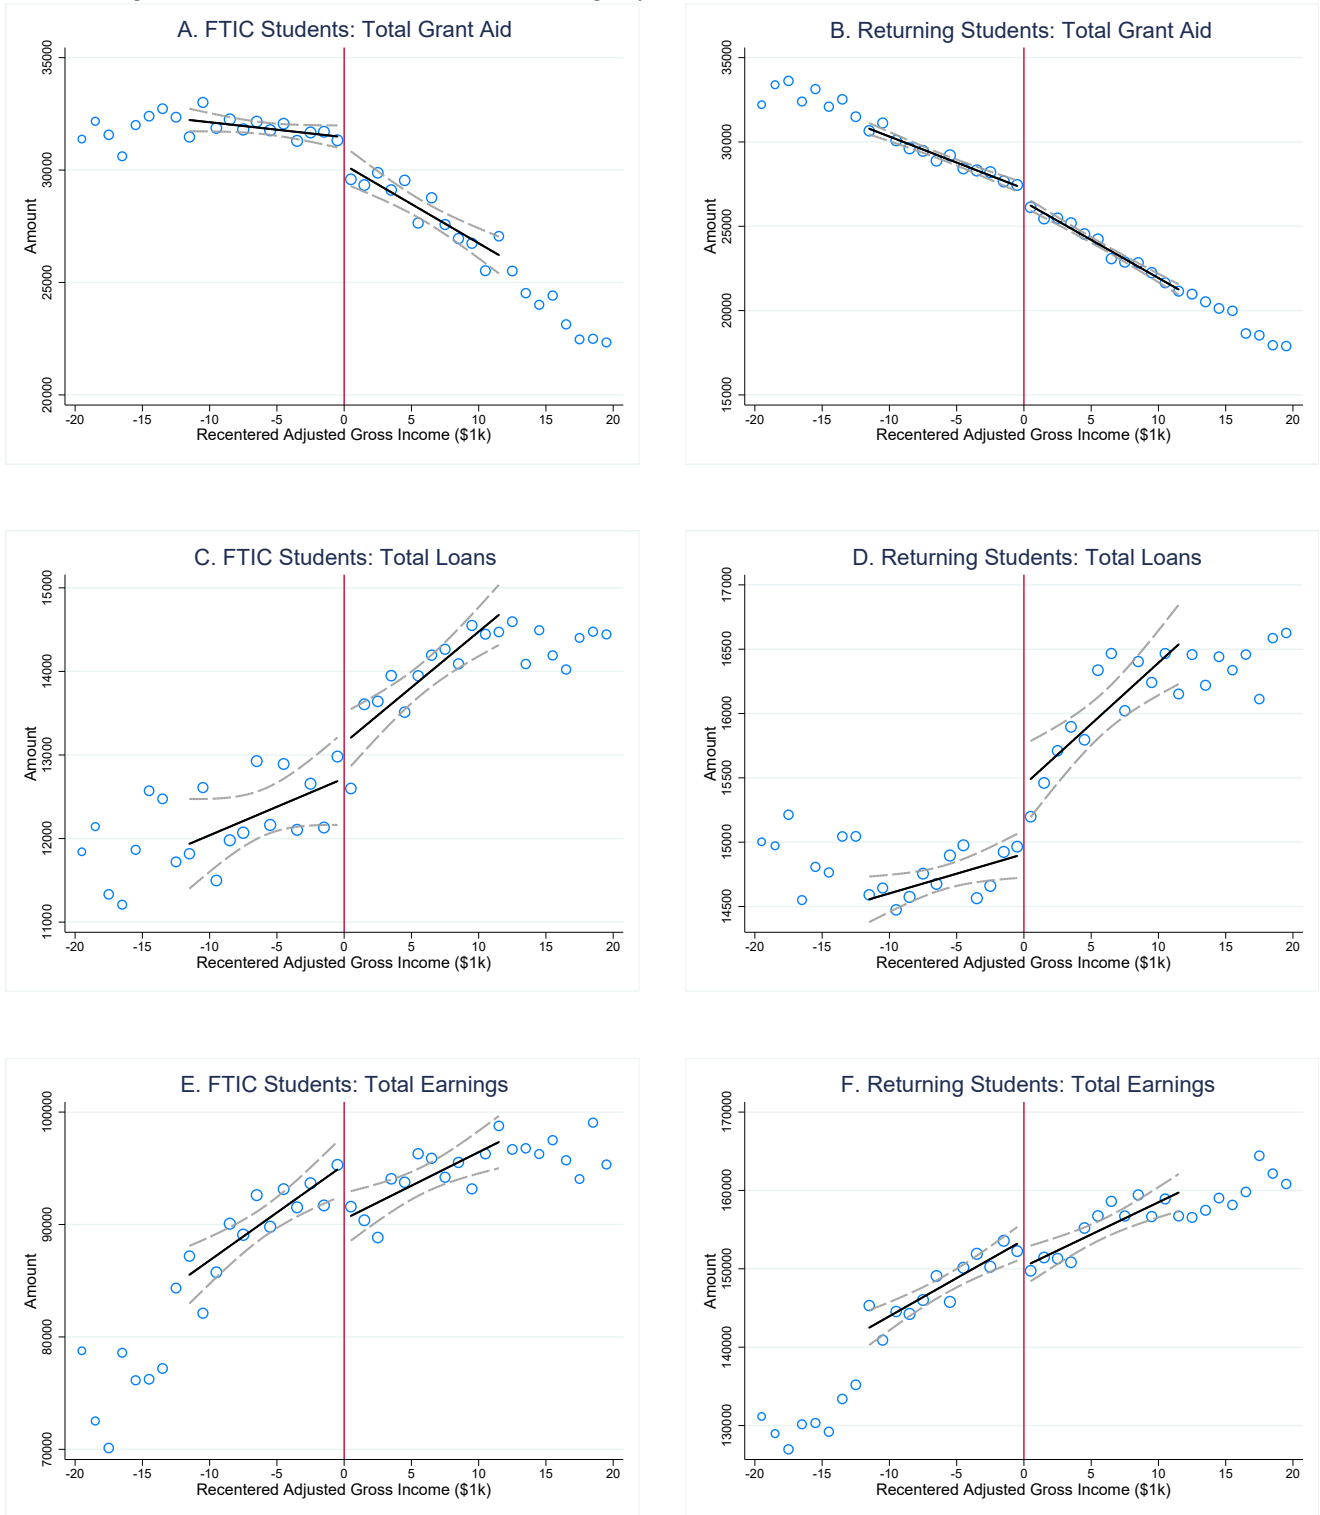 A. FTIC Students: Total Grant Aid
Amount
20000 25000 30000 35000
-20 -15 -10 -5 0 5 10 15 20
Recentered Adjusted Gross Income ($1k)
B. Returning Students: Total Grant Aid
Amount
15000 20000 25000 30000 35000
-20 -15 -10 -5 0 5 10 15 20
Recentered Adjusted Gross Income ($1k)
C. FTIC Students: Total Loans
Amount
11000 12000 13000 14000 15000
-20 -15 -10 -5 0 5 10 15 20
Recentered Adjusted Gross Income ($1k)
D. Returning Students: Total Loans
Amount
14500 15000 15500 16000 16500 17000
-20 -15 -10 -5 0 5 10 15 20
Recentered Adjusted Gross Income ($1k)
E. FTIC Students: Total Earnings
Amount
70000 80000 90000 100000
-20 -15 -10 -5 0 5 10 15 20
Recentered Adjusted Gross Income ($1k)
F. Returning Students: Total Earnings
Amount
130000 140000 150000 160000 170000
-20 -15 -10 -5 0 5 10 15 20
Recentered Adjusted Gross Income ($1k)